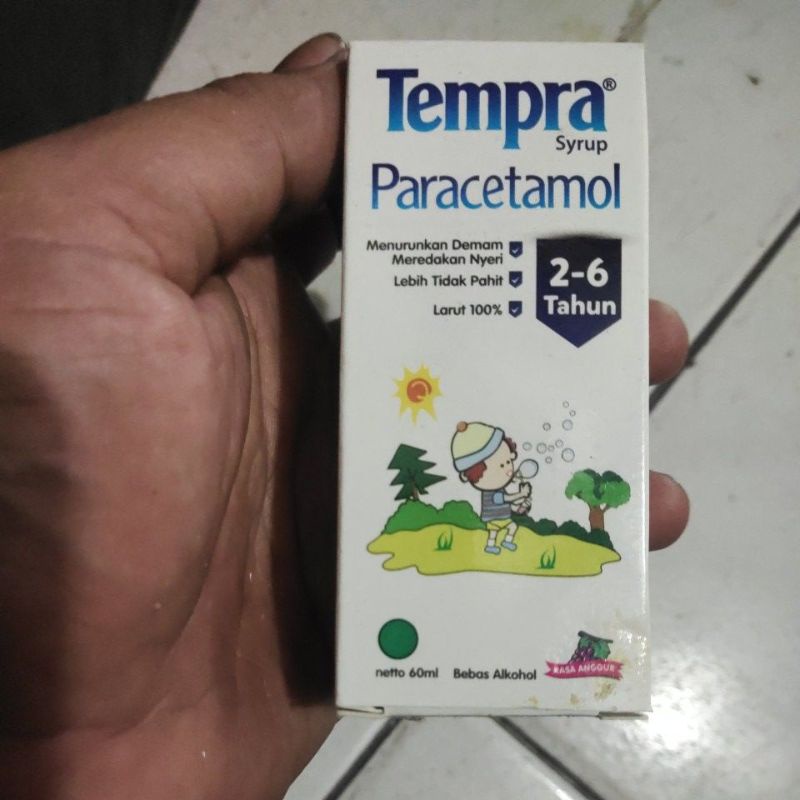 Tempra®
Syrup
Paracetamol
Menurunkan Demam
Meredakan Nyeri
Lebih Tidak Pahit
Larut 100%
2-6
Tahun
netto 60ml
Bebas Alkohol
RASA ANGGUR